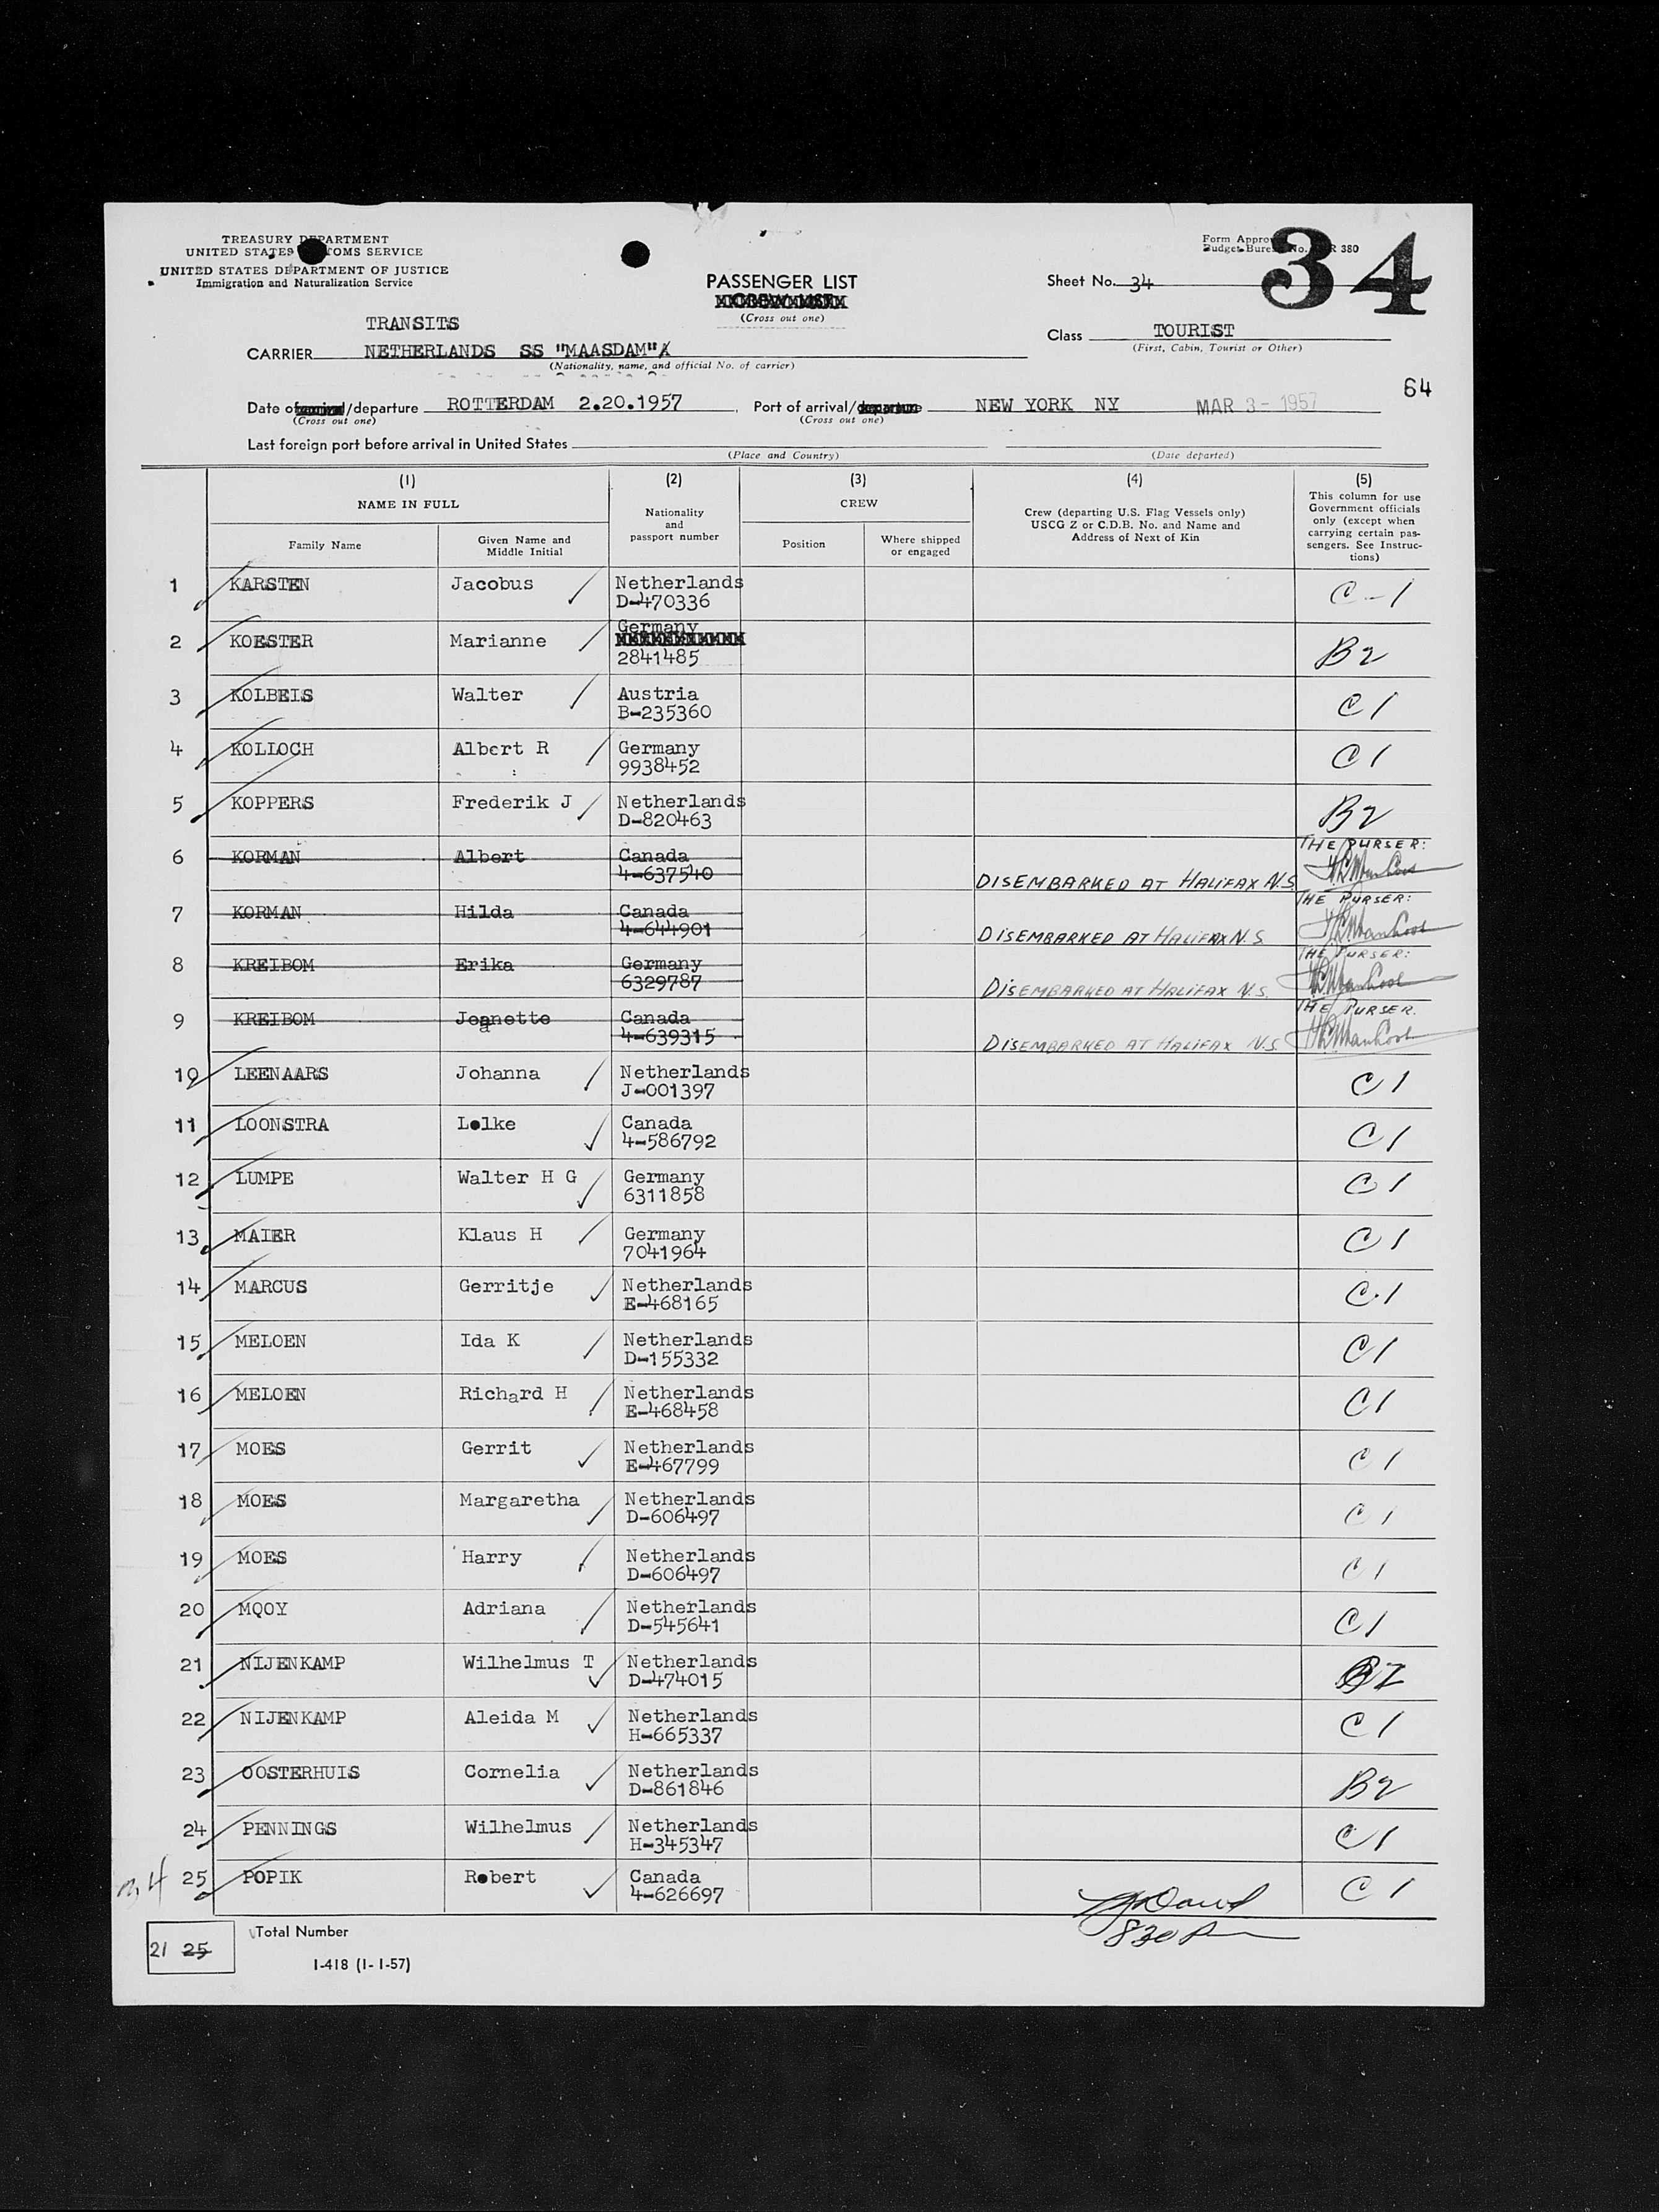 TREASURY DEPARTMENT
UNITED STATES CUSTOMS SERVICE
UNITED STATES DEPARTMENT OF JUSTICE
Immigration and Naturalization Service
Form Approved
Budget Bureau No. R 380
34
PASSENGER LIST
(Cross out one)
Sheet No. 34
TRANSITS
Class TOURIST
(First, Cabin, Tourist or Other)
CARRIER NETHERLANDS SS "MAASDAM"
(Nationality, name, and official No. of carrier)
64
Date of arrival/departure ROTTERDAM 2.20.1957 Port of arrival/departure NEW YORK NY MAR 3- 1957
(Cross out one) (Cross out one)
Last foreign port before arrival in United States
(Place and Country) (Date departed)
(1) (2) (3) (4) (5)
NAME IN FULL
Family Name
Given Name and Middle Initial
Nationality and passport number
CREW
Position
Where shipped or engaged
Crew (departing U.S. Flag Vessels only)
USCG Z or C.D.B. No. and Name and
Address of Next of Kin
This column for use
Government officials
only (except when
carrying certain pas-
sengers. See Instruc-
tions)
1 KARSTEN Jacobus Netherlands C-1
D-470336
2 KOESTER Marianne Germany B2
2841485
3 KOLBEIS Walter Austria C1
B-235360
4 KOLLOCH Albert R Germany C1
9938452
5 KOPPERS Frederik J Netherlands B2
D-820463
6 KORMAN Albert Canada THE PURSER:
4-637540 DISEMBARKED AT HALIFAX N.S.
7 KORMAN Hilda Canada THE PURSER:
4-644901 DISEMBARKED AT HALIFAX N.S.
8 KREIBOM Erika Germany THE PURSER:
6329787 DISEMBARKED AT HALIFAX N.S.
9 KREIBOM Jeanette Canada THE PURSER.
4-639315 DISEMBARKED AT HALIFAX N.S.
10 LEENAARS Johanna Netherlands C1
J-001397
11 LOONSTRA Lolke Canada C1
4-586792
12 LUMPE Walter H G Germany C1
6311858
13 MAIER Klaus H Germany C1
7041964
14 MARCUS Gerritje Netherlands C.1
E-468165
15 MELOEN Ida K Netherlands C1
D-155332
16 MELOEN Richard H Netherlands C1
E-468458
17 MOES Gerrit Netherlands C1
E-467799
18 MOES Margaretha Netherlands C1
D-606497
19 MOES Harry Netherlands C1
D-606497
20 MQOY Adriana Netherlands C1
D-545641
21 NIJENKAMP Wilhelmus T Netherlands B2
D-474015
22 NIJENKAMP Aleida M Netherlands C1
H-665337
23 OOSTERHUIS Cornelia Netherlands B2
D-861846
24 PENNINGS Wilhelmus Netherlands C1
H-345347
25 POPIK Robert Canada C1
4-626697
21 25 Total Number
830 P
I-418 (1-1-57)